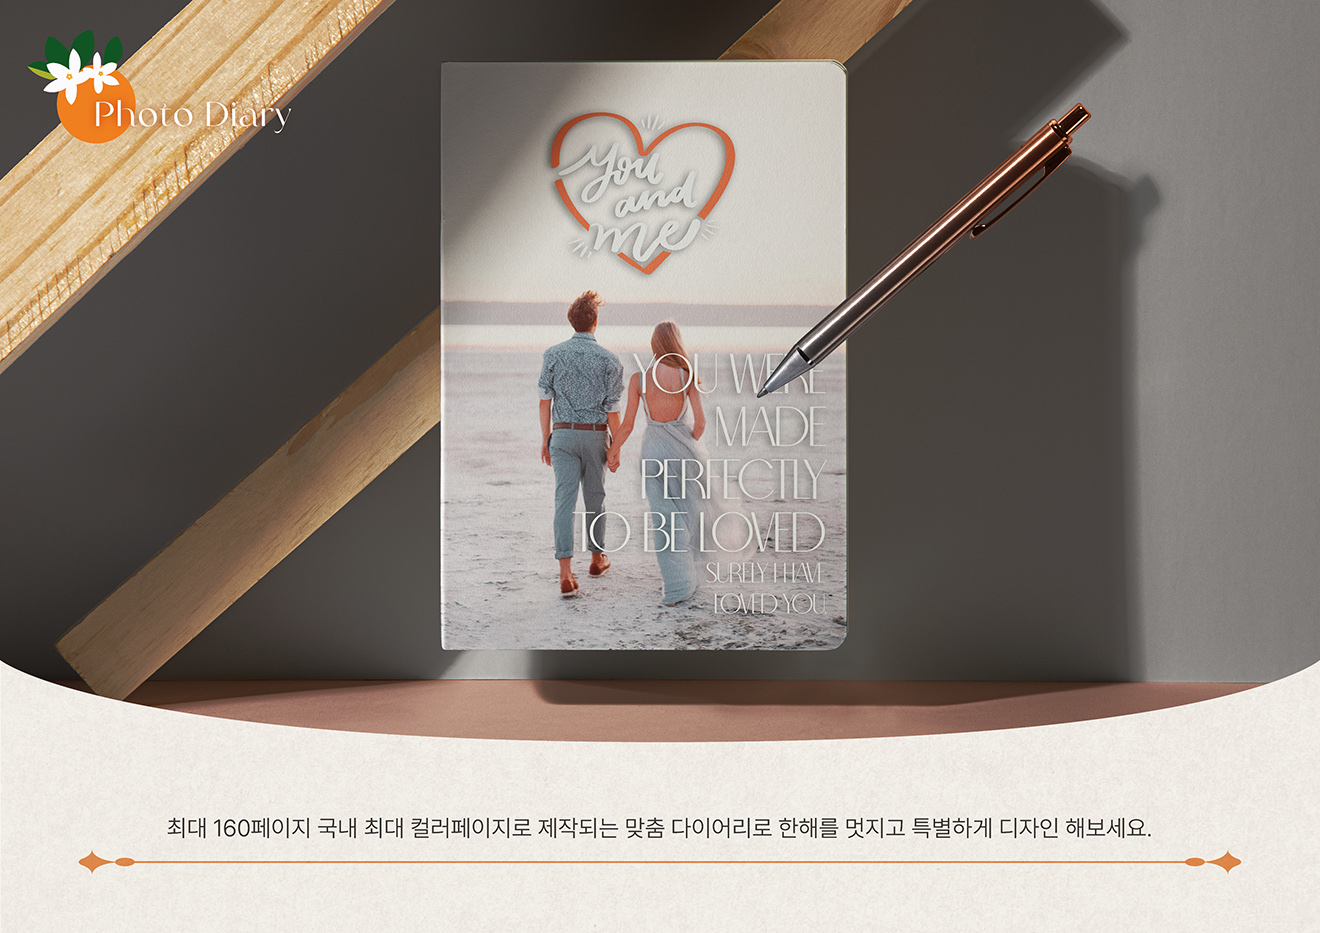 Photo Diary
you
and
me
YOU WERE
MADE
PERFECTLY
TO BE LOVED
SURELY I HAVE
LOVED YOU
최대 160페이지 국내 최대 컬러페이지로 제작되는 맞춤 다이어리로 한해를 멋지고 특별하게 디자인 해보세요.